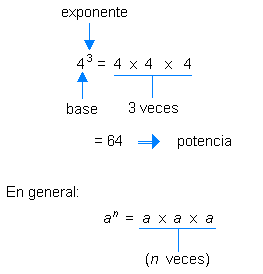 exponente
4³ = 4 x 4 x 4
base 3 veces
= 64 potencia
En general:
aⁿ = a x a x a
(n veces)